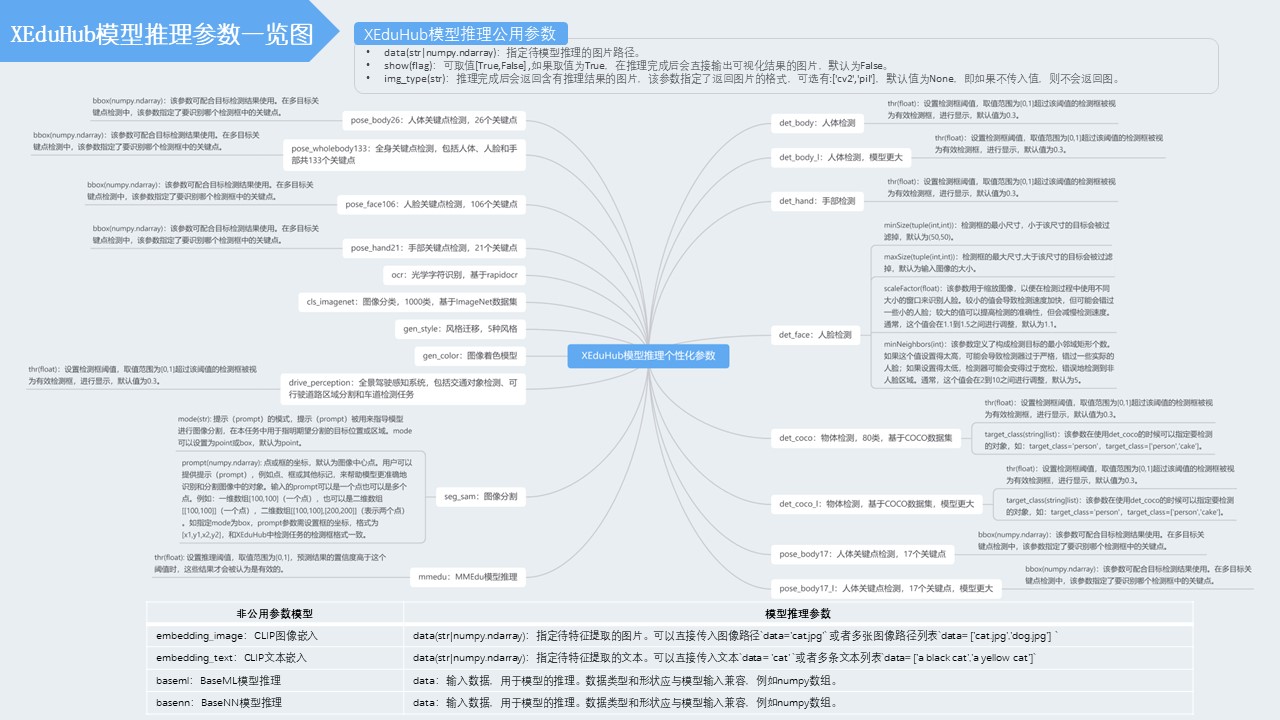 XEduHub模型推理参数一览图
XEduHub模型推理公用参数
• data(str|numpy.ndarray)：指定待模型推理的图片路径。
• show(flag)：可取值[True,False] ,如果取值为True，在推理完成后会直接输出可视化结果的图片，默认为False。
• img_type(str)：推理完成后会返回含有推理结果的图片，该参数指定了返回图片的格式，可选有:['cv2','pil']，默认值为None，即如果不传入值，则不会返回图。
bbox(numpy.ndarray)：该参数可配合目标检测结果使用。在多目标关
键点检测中，该参数指定了要识别哪个检测框中的关键点。
pose_body26：人体关键点检测，26个关键点
bbox(numpy.ndarray)：该参数可配合目标检测结果使用。在多目标关
键点检测中，该参数指定了要识别哪个检测框中的关键点。
pose_wholebody133：全身关键点检测，包括人体、人脸和手
部共133个关键点
bbox(numpy.ndarray)：该参数可配合目标检测结果使用。在多目标关
键点检测中，该参数指定了要识别哪个检测框中的关键点。
pose_face106：人脸关键点检测，106个关键点
bbox(numpy.ndarray)：该参数可配合目标检测结果使用。在多目标关
键点检测中，该参数指定了要识别哪个检测框中的关键点。
pose_hand21：手部关键点检测，21个关键点
ocr：光学字符识别，基于rapidocr
cls_imagenet：图像分类，1000类，基于ImageNet数据集
gen_style：风格迁移，5种风格
gen_color：图像着色模型
thr(float)：设置检测框阈值，取值范围为[0,1]超过该阈值的检测框被视
为有效检测框，进行显示，默认值为0.3。
drive_perception：全景驾驶感知系统，包括交通对象检测、可
行驶道路区域分割和车道检测任务
mode(str): 提示（prompt）的模式，提示（prompt）被用来指导模型
进行图像分割，在本任务中用于指明期望分割的目标位置或区域。mode
可以设置为point或box，默认为point。
prompt(numpy.ndarray): 点或框的坐标，默认为图像中心点。用户可以
提供提示（prompt），例如点、框或其他标记，来帮助模型更准确地
识别和分割图像中的对象。输入的prompt可以是一个点也可以是多个
点。例如：一维数组[100,100]（一个点），也可以是二维数组
[[100,100]]（一个点），二维数组[[100,100],[200,200]]（表示两个点）
。如指定mode为box，prompt参数需设置框的坐标，格式为
[x1,y1,x2,y2]，和XEduHub中检测任务的检测框格式一致。
seg_sam：图像分割
thr(float): 设置推理阈值，取值范围为[0,1]，预测结果的置信度高于这个
阈值时，这些结果才会被认为是有效的。
mmedu：MMEdu模型推理
XEduHub模型推理个性化参数
det_body：人体检测
thr(float)：设置检测框阈值，取值范围为[0,1]超过该阈值的检测框被视
为有效检测框，进行显示，默认值为0.3。
det_body_l：人体检测，模型更大
thr(float)：设置检测框阈值，取值范围为[0,1]超过该阈值的检测框被视
为有效检测框，进行显示，默认值为0.3。
det_hand：手部检测
thr(float)：设置检测框阈值，取值范围为[0,1]超过该阈值的检测框被视
为有效检测框，进行显示，默认值为0.3。
det_face：人脸检测
minSize(tuple(int,int))：检测框的最小尺寸，小于该尺寸的目标会被过
滤掉，默认为(50,50)。
maxSize(tuple(int,int))：检测框的最大尺寸,大于该尺寸的目标会被过滤
掉，默认为输入图像的大小。
scaleFactor(float)：该参数用于缩放图像，以便在检测过程中使用不同
大小的窗口来识别人脸。较小的值会导致检测速度加快，但可能会错过
一些小的人脸；较大的值可以提高检测的准确性，但会减慢检测速度。
通常，这个值会在1.1到1.5之间进行调整，默认为1.1。
minNeighbors(int)：该参数定义了构成检测目标的最小邻域矩形个数。
如果这个值设置得太高，可能会导致检测器过于严格，错过一些实际的
人脸；如果设置得太低，检测器可能会变得过于宽松，错误地检测到非
人脸区域。通常，这个值会在2到10之间进行调整，默认为5。
det_coco：物体检测，80类，基于COCO数据集
thr(float)：设置检测框阈值，取值范围为[0,1]超过该阈值的检测框被视
为有效检测框，进行显示，默认值为0.3。
target_class(string|list)：该参数在使用det_coco的时候可以指定要检测
的对象，如：target_class='person'，target_class=['person','cake']。
det_coco_l：物体检测，基于COCO数据集，模型更大
thr(float)：设置检测框阈值，取值范围为[0,1]超过该阈值的检测框被视
为有效检测框，进行显示，默认值为0.3。
target_class(string|list)：该参数在使用det_coco的时候可以指定要检测
的对象，如：target_class='person'，target_class=['person','cake']。
pose_body17：人体关键点检测，17个关键点
bbox(numpy.ndarray)：该参数可配合目标检测结果使用。在多目标关
键点检测中，该参数指定了要识别哪个检测框中的关键点。
pose_body17_l：人体关键点检测，17个关键点，模型更大
bbox(numpy.ndarray)：该参数可配合目标检测结果使用。在多目标关
键点检测中，该参数指定了要识别哪个检测框中的关键点。
非公用参数模型 模型推理参数
embedding_image：CLIP图像嵌入 data(str|numpy.ndarray)：指定待特征提取的图片。可以直接传入图像路径`data='cat.jpg'`或者多张图像路径列表`data= ['cat.jpg','dog.jpg'] `
embedding_text：CLIP文本嵌入 data(str|numpy.ndarray)：指定待特征提取的文本。可以直接传入文本`data= 'cat' `或者多条文本列表`data= ['a black cat','a yellow cat']`
baseml：BaseML模型推理 data：输入数据，用于模型的推理。数据类型和形状应与模型输入兼容，例如numpy数组。
basenn：BaseNN模型推理 data：输入数据，用于模型的推理。数据类型和形状应与模型输入兼容，例如numpy数组。